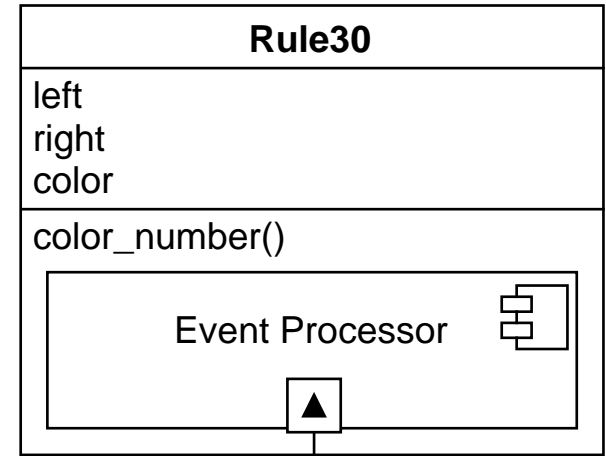 Rule30
left
right
color
color_number()
Event Processor